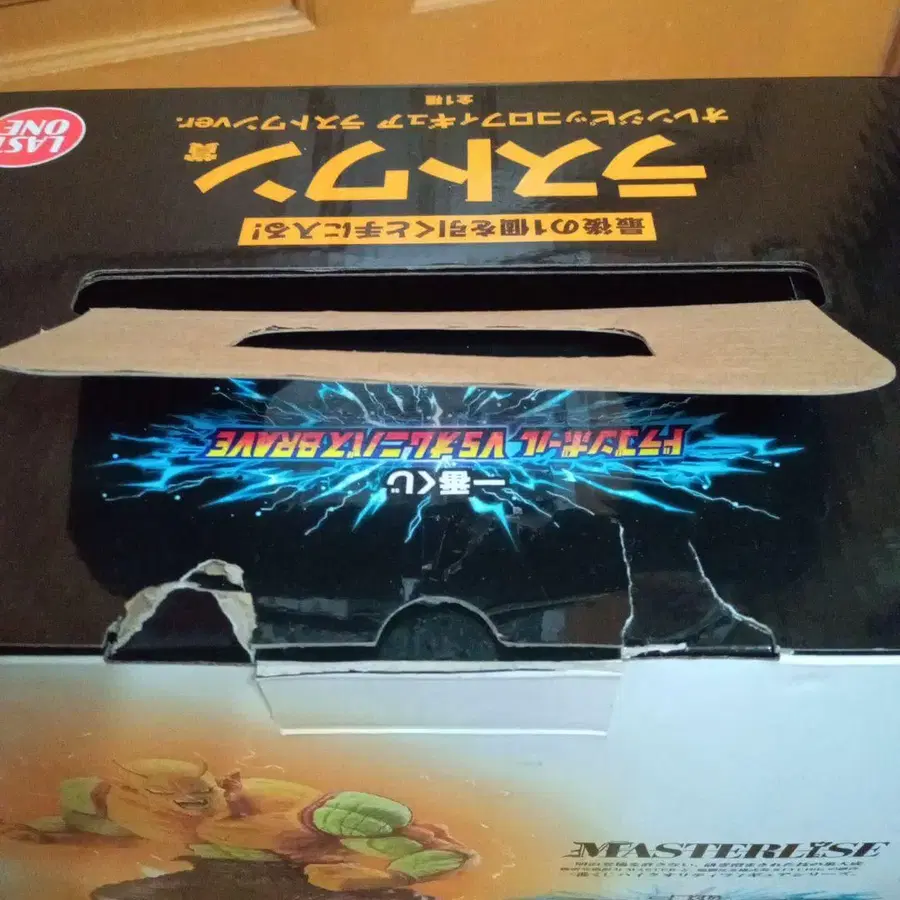 一番くじ
ドラゴンボール VSオムニバスBRAVE
最後の1個を引くと手に入る!
ラストワン賞
オレンジピッコロフィギュア ラストワンver.
全1種
LAST
ONE
MASTERLISE